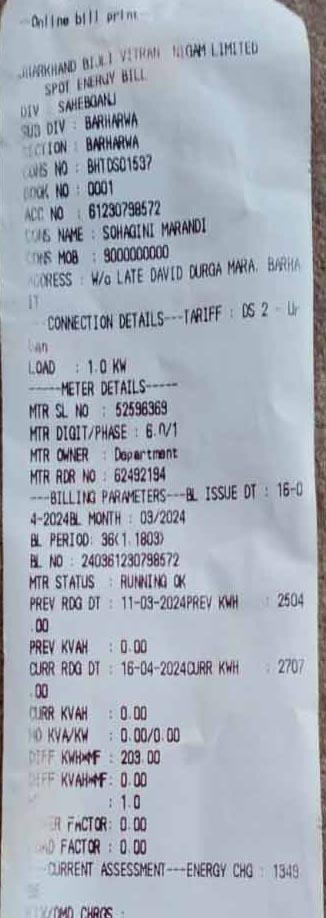 --Online bill print--
JHARKHAND BIJLI VITRAN NIGAM LIMITED
SPOT ENERGY BILL
DIV : SAHEBGANJ
SUB DIV : BARHARWA
SECTION : BARHARWA
CONS NO : BHTDS01537
BOOK NO : 0001
ACC NO : 61230798572
CONS NAME : SOHAGINI MARANDI
CONS MOB : 9000000000
ADDRESS : W/o LATE DAVID DURGA MARA, BARHA
IT
---CONNECTION DETAILS---TARIFF : DS 2 - Ur
ban
LOAD : 1.0 KW
-----METER DETAILS-----
MTR SL NO : 52596369
MTR DIGIT/PHASE : 6.0/1
MTR OWNER : Department
MTR RDR NO : 62492194
---BILLING PARAMETERS---BL ISSUE DT : 16-0
4-2024BL MONTH : 03/2024
BL PERIOD: 36(1.1803)
BL NO : 240361230798572
MTR STATUS : RUNNING OK
PREV RDG DT : 11-03-2024PREV KWH : 2504
.00
PREV KVAH : 0.00
CURR RDG DT : 16-04-2024CURR KWH : 2707
.00
CURR KVAH : 0.00
MD KVA/KW : 0.00/0.00
DIFF KWH*MF : 203.00
DIFF KVAH*MF: 0.00
: 1.0
POWER FACTOR: 0.00
LOAD FACTOR : 0.00
---CURRENT ASSESSMENT---ENERGY CHG : 1349
FIX/DMD CHRGS :